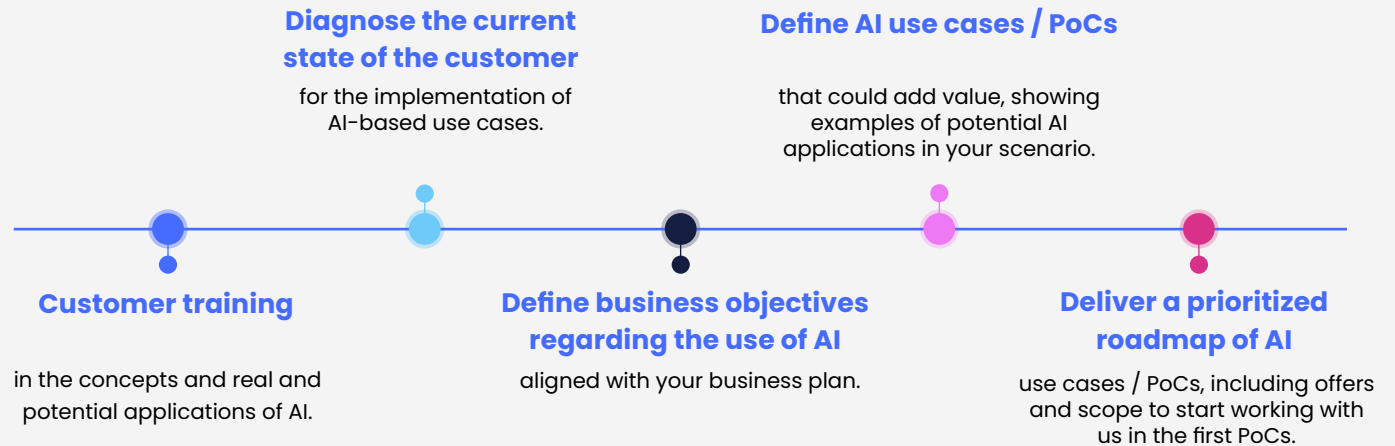 Customer training
in the concepts and real and
potential applications of AI.
Diagnose the current
state of the customer
for the implementation of
AI-based use cases.
Define business objectives
regarding the use of AI
aligned with your business plan.
Define AI use cases / PoCs
that could add value, showing
examples of potential AI
applications in your scenario.
Deliver a prioritized
roadmap of AI
use cases / PoCs, including offers
and scope to start working with
us in the first PoCs.